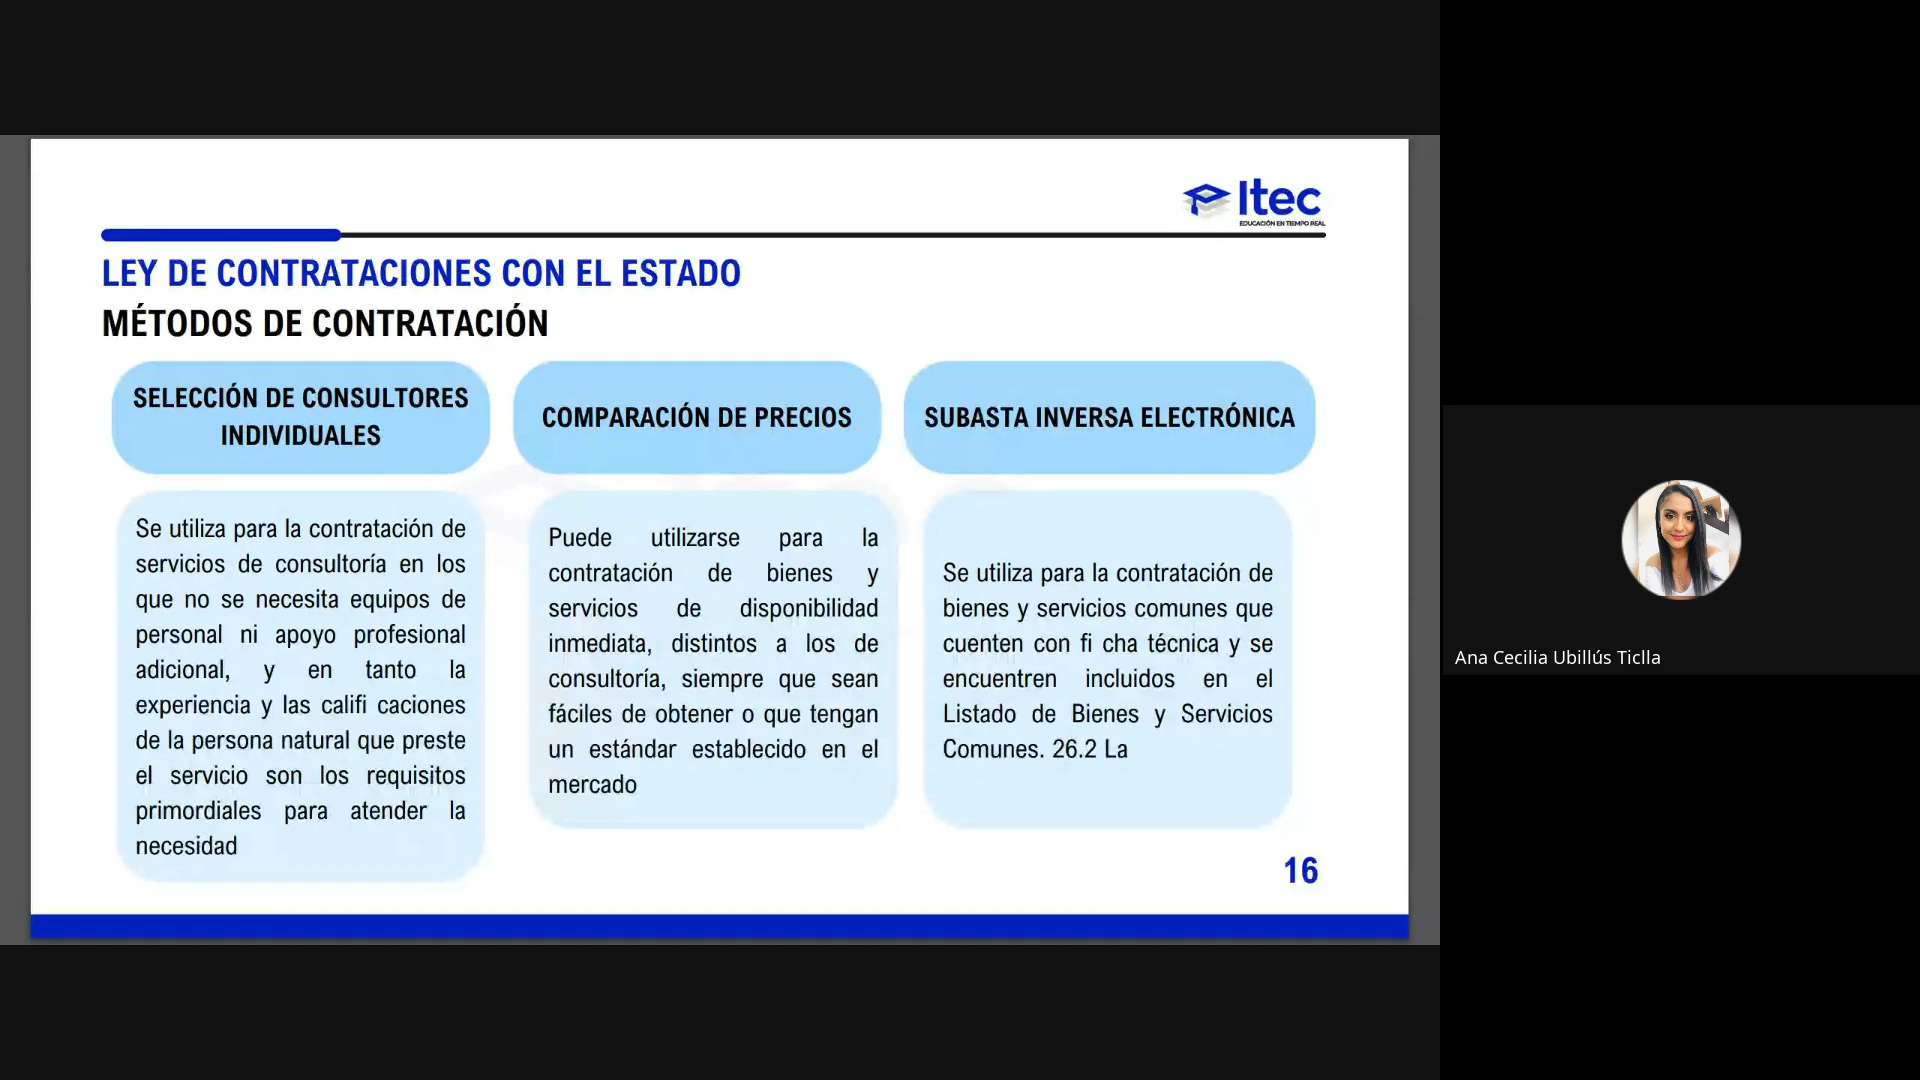 Itec
EDUCACIÓN EN TIEMPO REAL
LEY DE CONTRATACIONES CON EL ESTADO
MÉTODOS DE CONTRATACIÓN
SELECCIÓN DE CONSULTORES
INDIVIDUALES
Se utiliza para la contratación de
servicios de consultoría en los
que no se necesita equipos de
personal ni apoyo profesional
adicional, y en tanto la
experiencia y las califi caciones
de la persona natural que preste
el servicio son los requisitos
primordiales para atender la
necesidad
COMPARACIÓN DE PRECIOS
Puede utilizarse para la
contratación de bienes y
servicios de disponibilidad
inmediata, distintos a los de
consultoría, siempre que sean
fáciles de obtener o que tengan
un estándar establecido en el
mercado
SUBASTA INVERSA ELECTRÓNICA
Se utiliza para la contratación de
bienes y servicios comunes que
cuenten con fi cha técnica y se
encuentren incluidos en el
Listado de Bienes y Servicios
Comunes. 26.2 La
16
Ana Cecilia Ubillús Ticlla